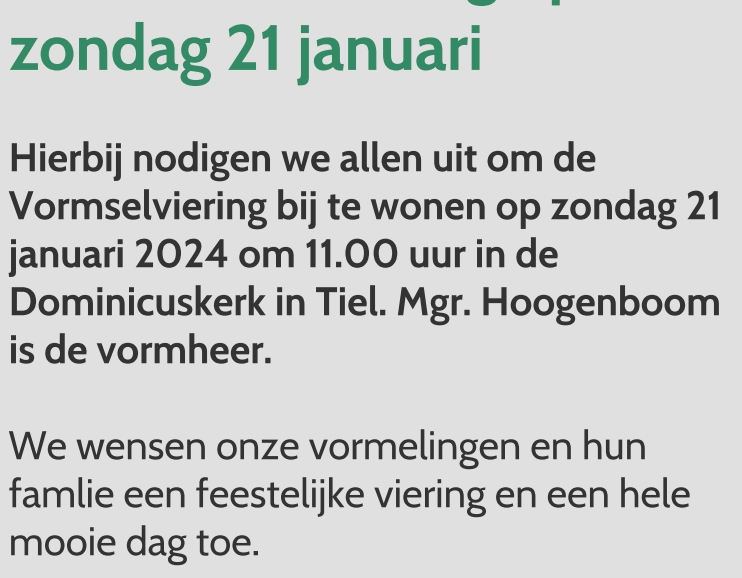 zondag 21 januari
Hierbij nodigen we allen uit om de
Vormselviering bij te wonen op zondag 21
januari 2024 om 11.00 uur in de
Dominicuskerk in Tiel. Mgr. Hoogenboom
is de vormheer.
We wensen onze vormelingen en hun
famlie een feestelijke viering en een hele
mooie dag toe.